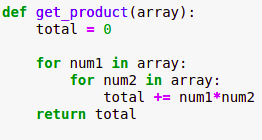 def get_product(array):
    total = 0

    for num1 in array:
        for num2 in array:
            total += num1*num2
    return total